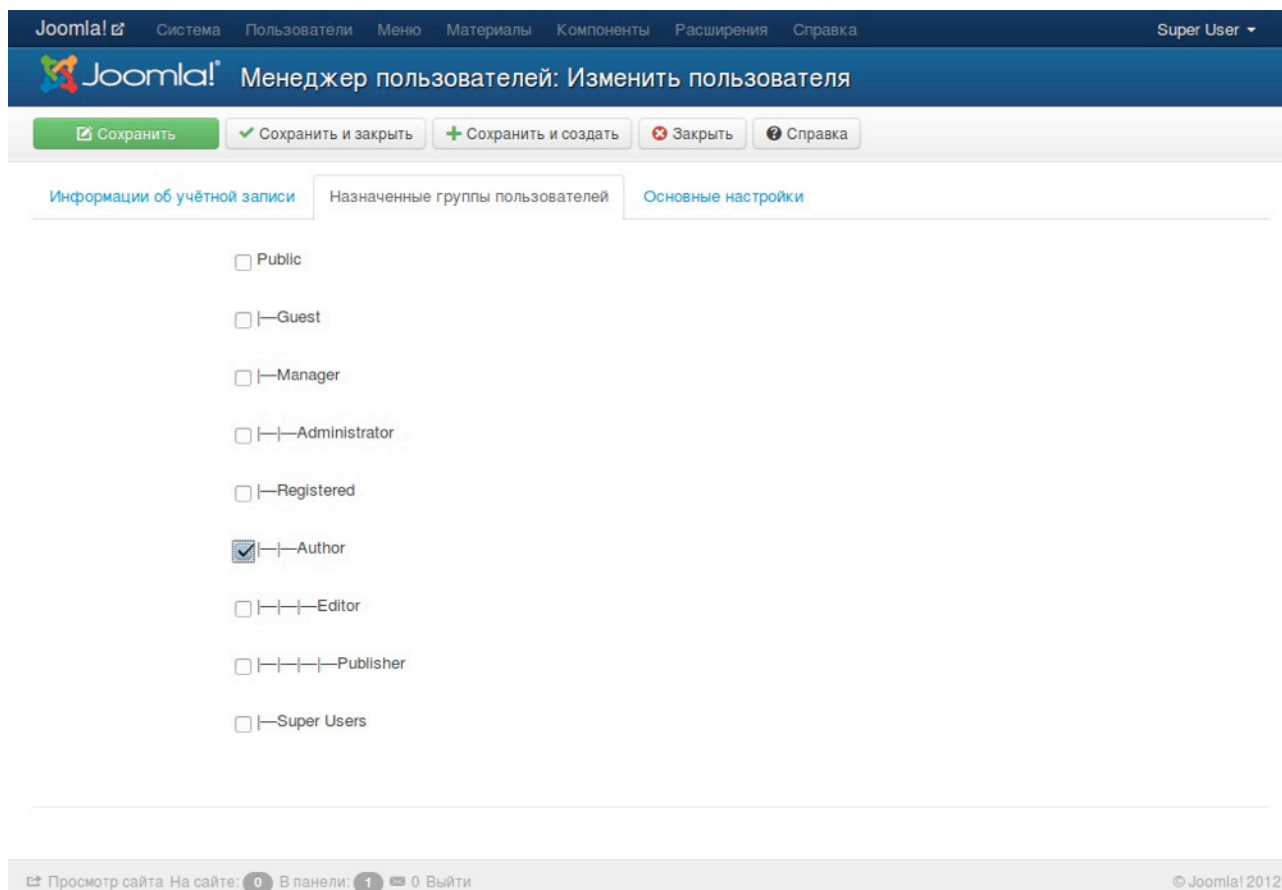 Joomla! Система Пользователи Меню Материалы Компоненты Расширения Справка Super User
Joomla!® Менеджер пользователей: Изменить пользователя
Сохранить Сохранить и закрыть Сохранить и создать Закрыть Справка
Информации об учётной записи Назначенные группы пользователей Основные настройки
Public
|—Guest
|—Manager
|—|—Administrator
|—Registered
|—|—Author
|—|—|—Editor
|—|—|—|—Publisher
|—Super Users
Просмотр сайта На сайте: 0 В панели: 1 0 Выйти © Joomla! 2012